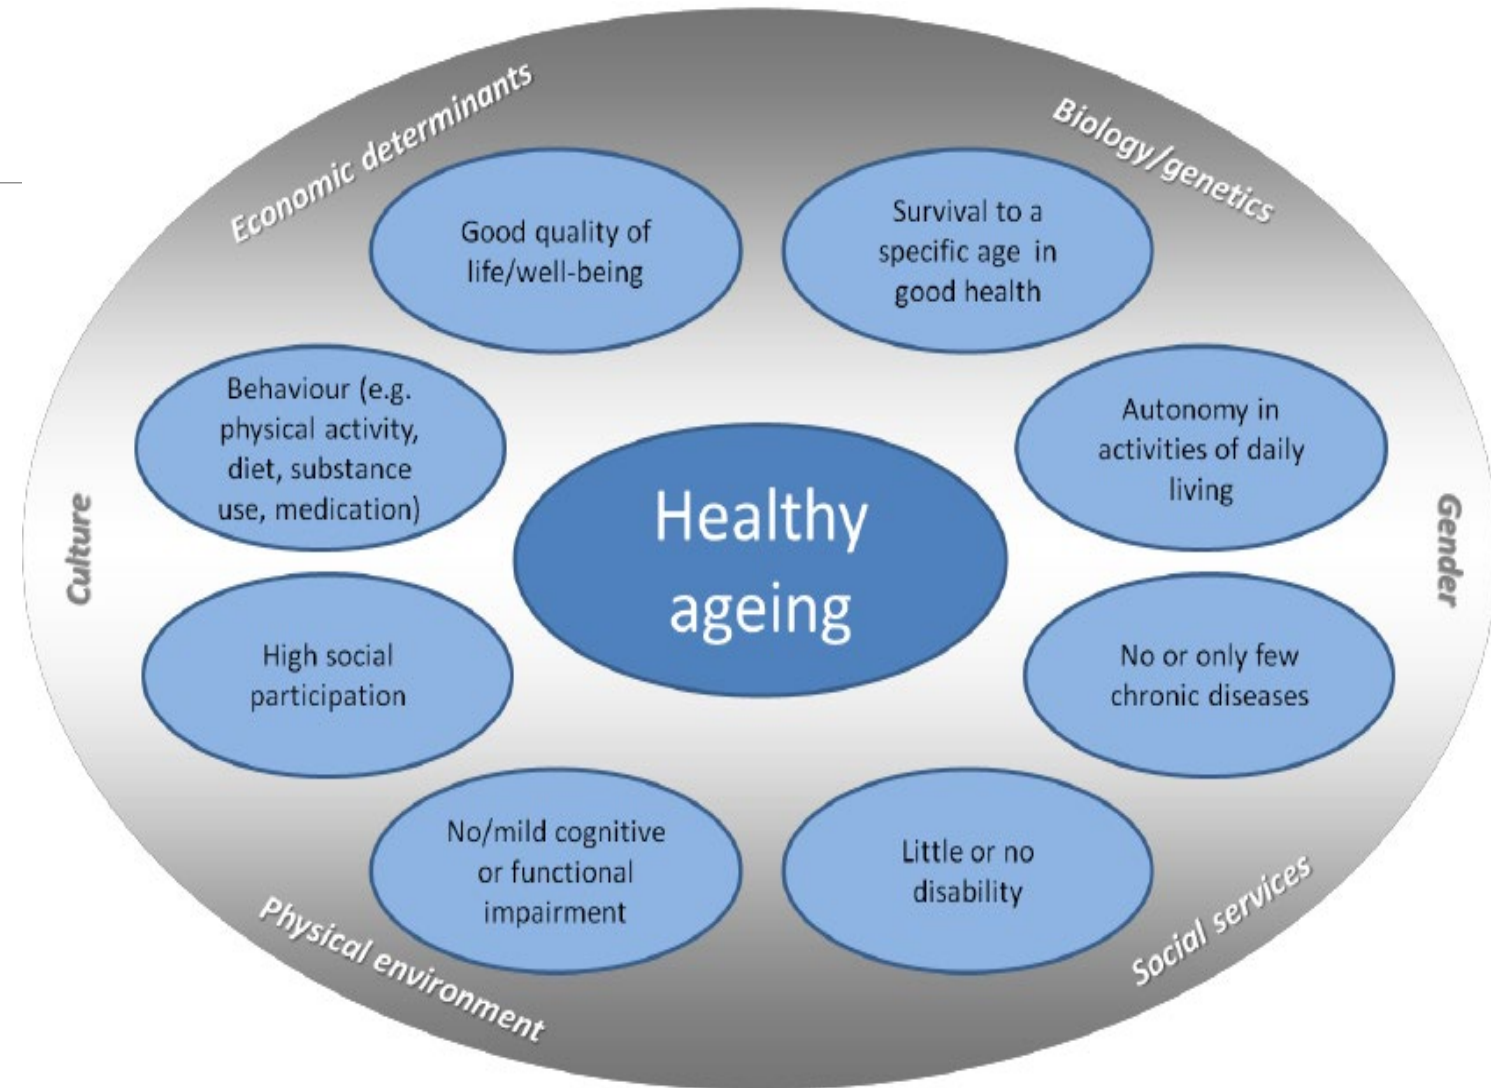 Economic determinants
Biology/genetics
Good quality of
life/well-being
Survival to a
specific age in
good health
Behaviour (e.g.
physical activity,
diet, substance
use, medication)
Autonomy in
activities of daily
living
Culture
Healthy
ageing
Gender
High social
participation
No or only few
chronic diseases
No/mild cognitive
or functional
impairment
Little or no
disability
Physical environment
Social services